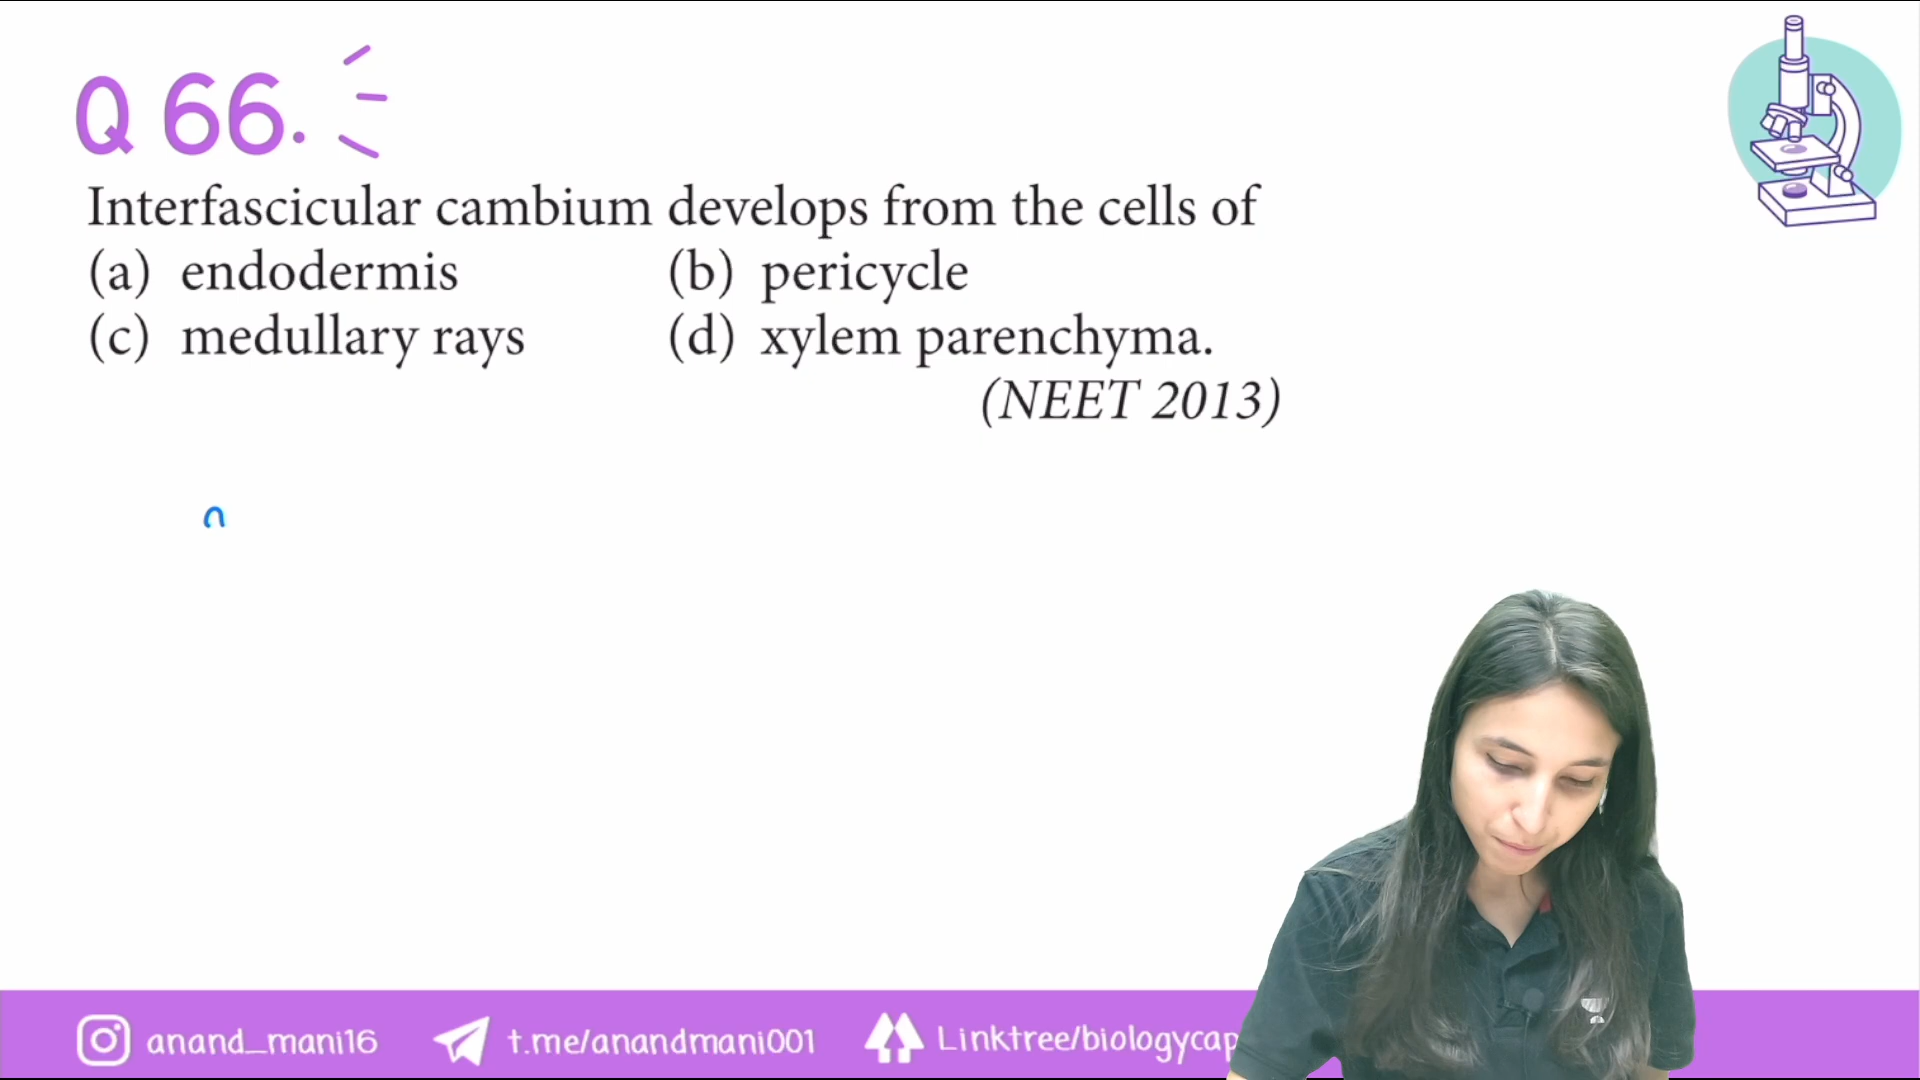 Q 66.
Interfascicular cambium develops from the cells of
(a) endodermis (b) pericycle
(c) medullary rays (d) xylem parenchyma.
(NEET 2013)
anand_mani16 t.me/anandmani001 Linktree/biologycap